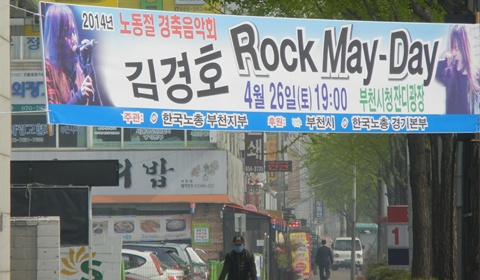 2014년 노동절 경축음악회
김경호 Rock May-Day
4월 26일(토) 19:00 부천시청잔디광장
주관: 한국노총 부천지부 후원: 부천시 한국노총 경기본부
밥
1